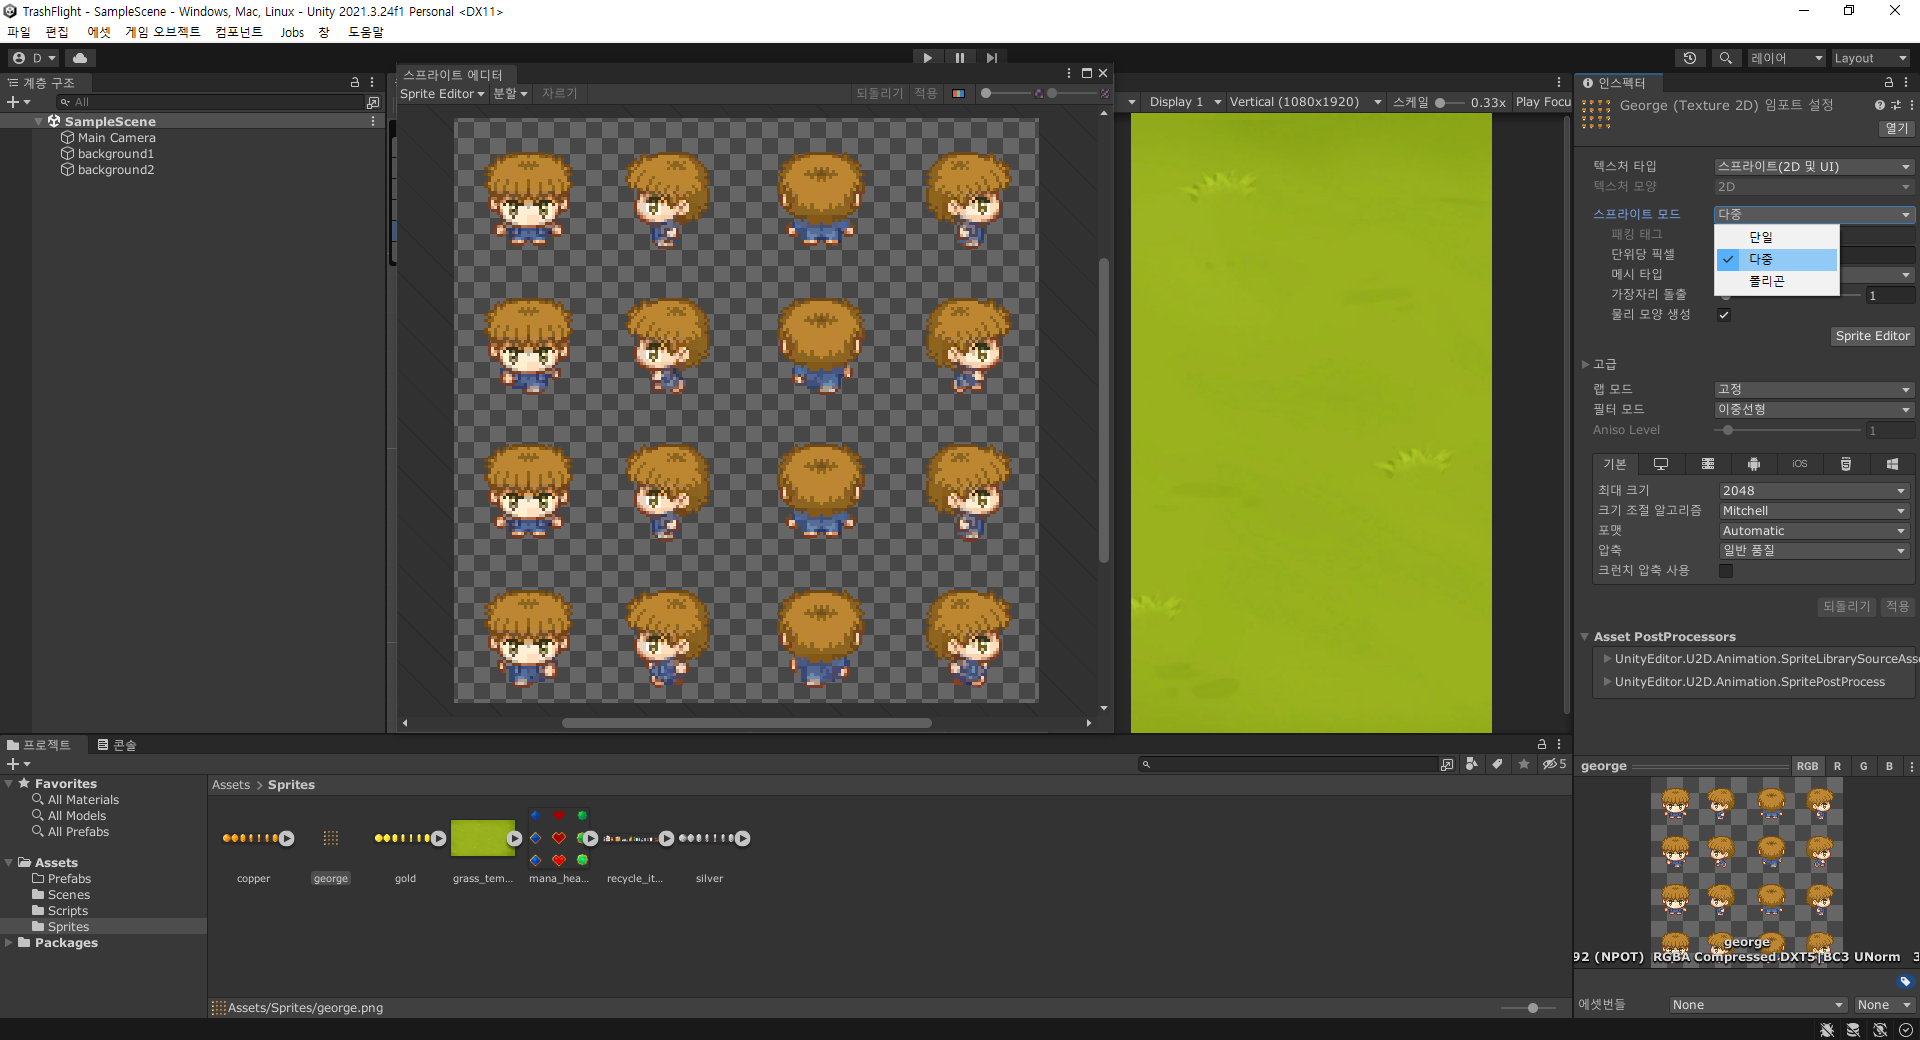 TrashFlight - SampleScene - Windows, Mac, Linux - Unity 2021.3.24f1 Personal <DX11>
파일 편집 에셋 게임 오브젝트 컴포넌트 Jobs 창 도움말
D
레이어 Layout
계층 구조
All
SampleScene
Main Camera
background1
background2
스프라이트 에디터
Sprite Editor 분할 자르기 되돌리기 적용
Display 1 Vertical (1080x1920) 스케일 0.33x Play Focu
인스펙터
George (Texture 2D) 임포트 설정
열기
텍스처 타입 스프라이트(2D 및 UI)
텍스처 모양 2D
스프라이트 모드 다중
단일
다중
폴리곤
패킹 태그
단위당 픽셀
메시 타입
가장자리 돌출 1
물리 모양 생성
Sprite Editor
고급
랩 모드 고정
필터 모드 이중선형
Aniso Level 1
기본 iOS
최대 크기 2048
크기 조절 알고리즘 Mitchell
포맷 Automatic
압축 일반 품질
크런치 압축 사용
되돌리기 적용
Asset PostProcessors
UnityEditor.U2D.Animation.SpriteLibrarySourceAss
UnityEditor.U2D.Animation.SpritePostProcess
프로젝트 콘솔
5
Favorites
All Materials
All Models
All Prefabs
Assets
Prefabs
Scenes
Scripts
Sprites
Packages
Assets > Sprites
copper george gold grass_tem... mana_hea... recycle_it... silver
Assets/Sprites/george.png
george RGB R G B
george
92 (NPOT) RGBA Compressed DXT5|BC3 UNorm 3
에셋번들 None None